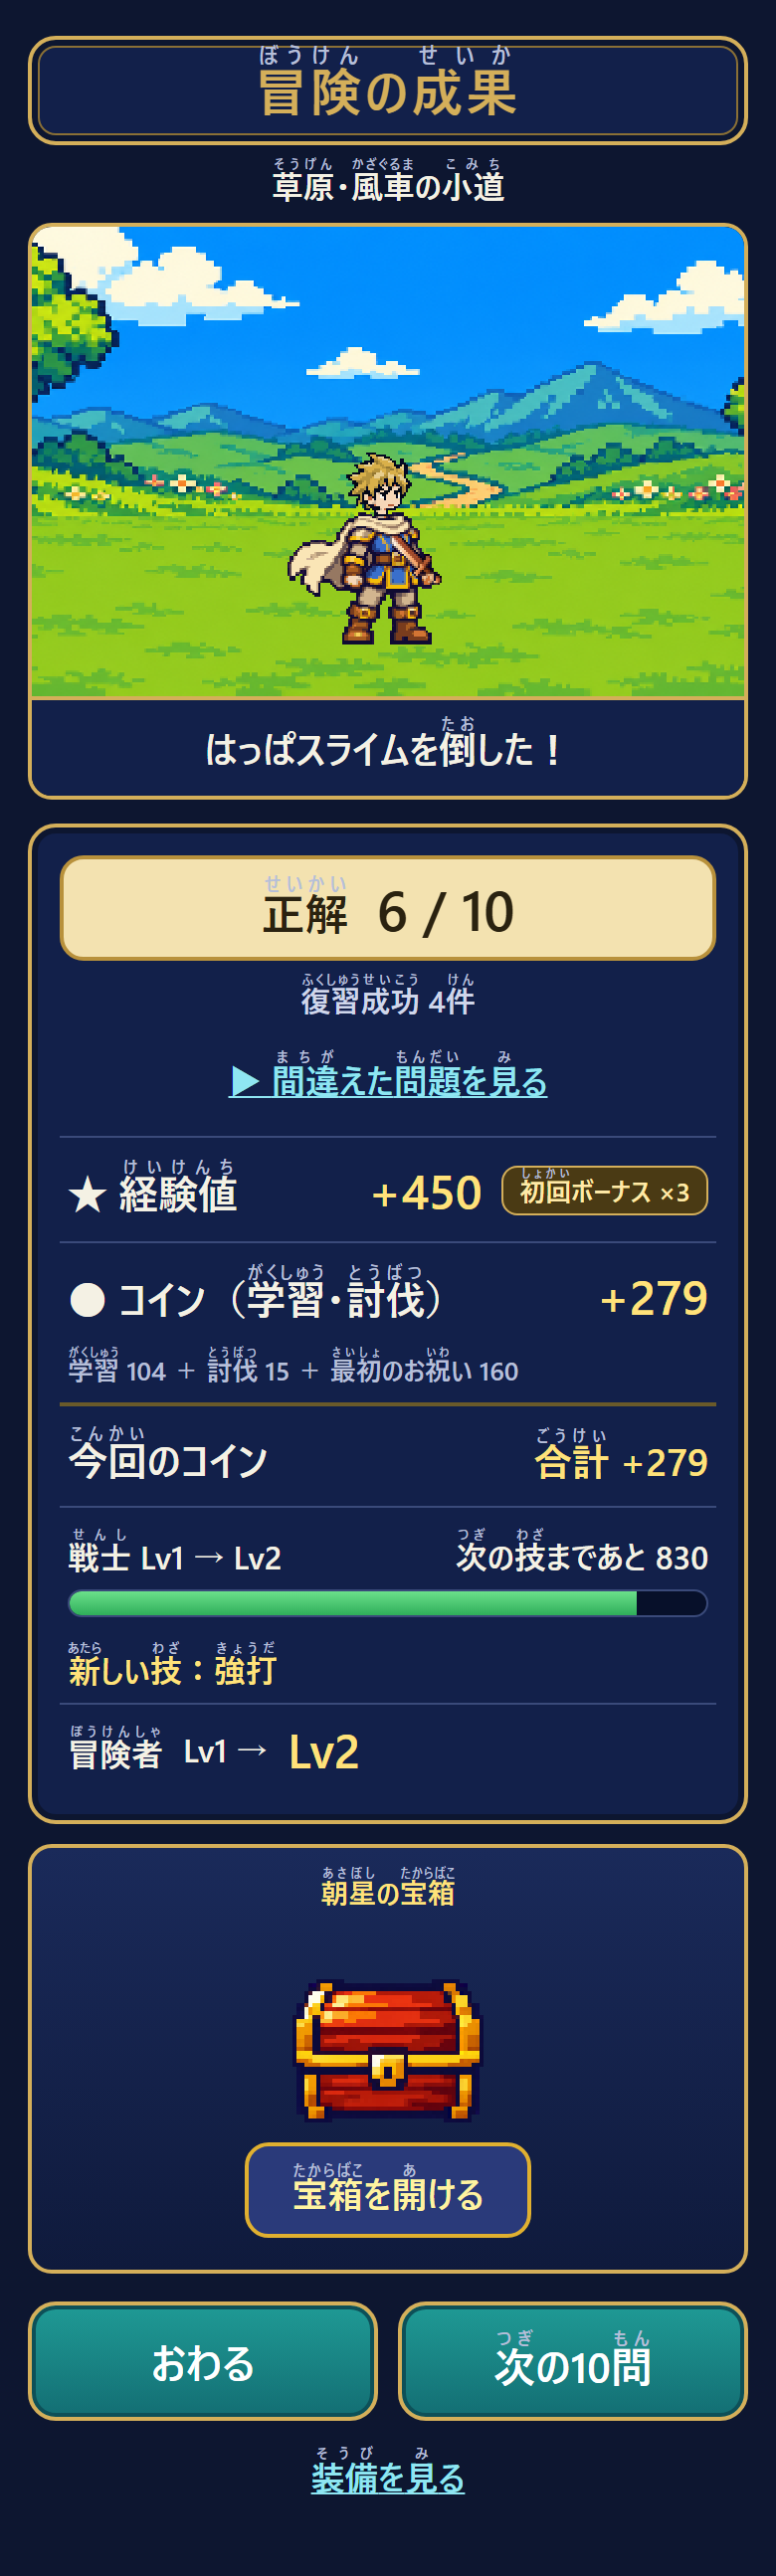 冒険の成果
草原・風車の小道
はっぱスライムを倒した！
正解 6 / 10
復習成功 4件
▶ 間違えた問題を見る
★ 経験値 +450 初回ボーナス ×3
● コイン（学習・討伐） +279
学習 104 ＋ 討伐 15 ＋ 最初のお祝い 160
今回のコイン 合計 +279
戦士 Lv1 → Lv2 次の技まであと 830
新しい技：強打
冒険者 Lv1 → Lv2
朝星の宝箱
宝箱を開ける
おわる 次の10問
装備を見る